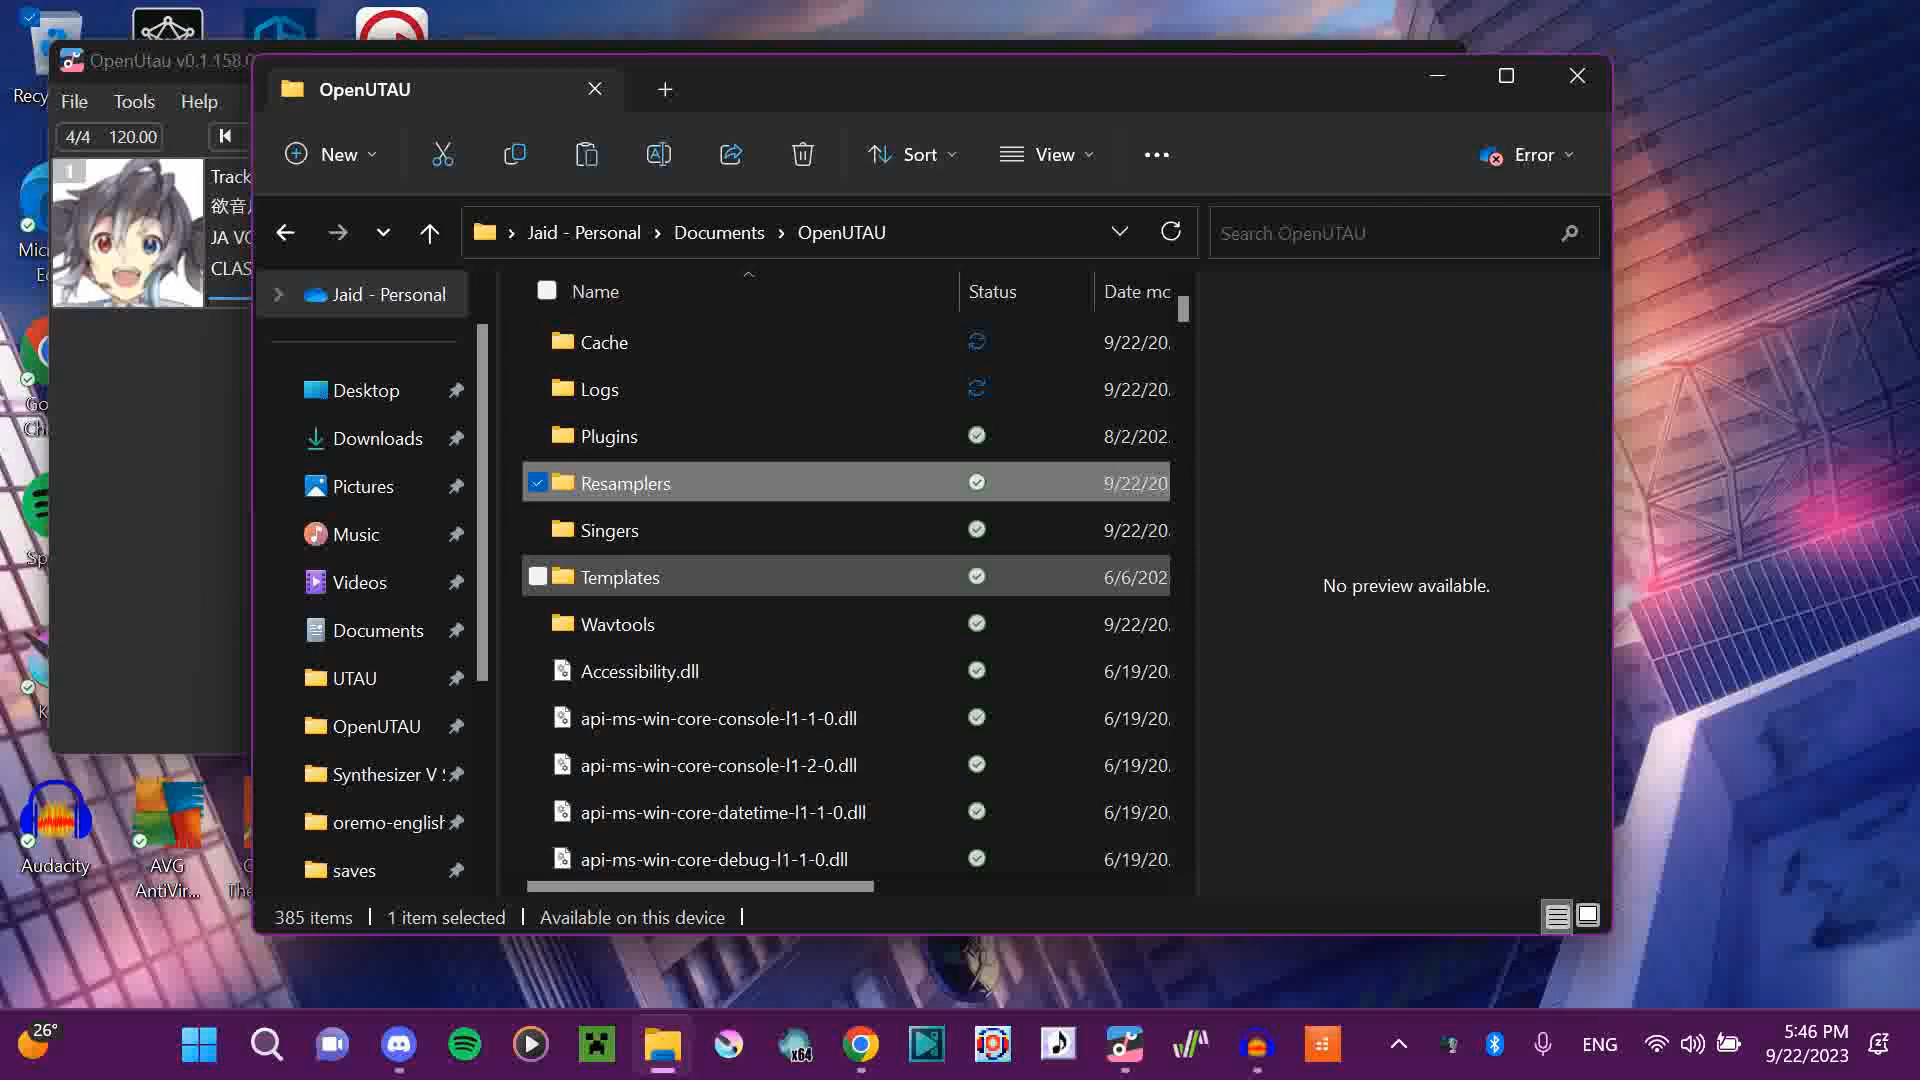 OpenUtau v0.1.158.
File Tools Help
4/4 120.00
1
Track
欲音
JA VC
CLAS
OpenUTAU
New
Sort
View
Error
Jaid - Personal
Documents
OpenUTAU
Search OpenUTAU
Jaid - Personal
Desktop
Downloads
Pictures
Music
Videos
Documents
UTAU
OpenUTAU
Synthesizer V
oremo-english
saves
Name Status Date mo
Cache 9/22/20
Logs 9/22/20
Plugins 8/2/202
Resamplers 9/22/20
Singers 9/22/20
Templates 6/6/202
Wavtools 9/22/20
Accessibility.dll 6/19/20
api-ms-win-core-console-l1-1-0.dll 6/19/20
api-ms-win-core-console-l1-2-0.dll 6/19/20
api-ms-win-core-datetime-l1-1-0.dll 6/19/20
api-ms-win-core-debug-l1-1-0.dll 6/19/20
No preview available.
385 items
1 item selected
Available on this device
Recy
Micr
E
Go
Ch
Sp
K
Audacity
AVG
AntiVir...
The
26°
x64
ENG
5:46 PM
9/22/2023